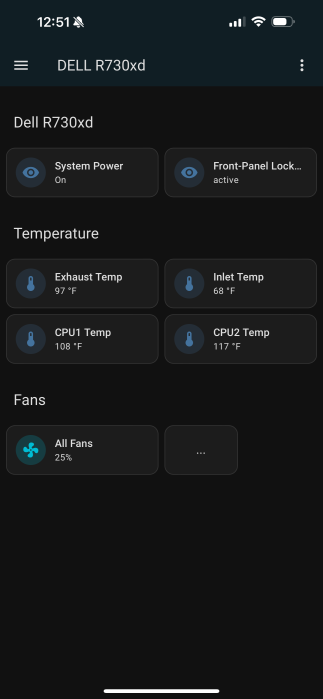 12:51
DELL R730xd
Dell R730xd
System Power
On
Front-Panel Lock...
active
Temperature
Exhaust Temp
97 °F
Inlet Temp
68 °F
CPU1 Temp
108 °F
CPU2 Temp
117 °F
Fans
All Fans
25%
...